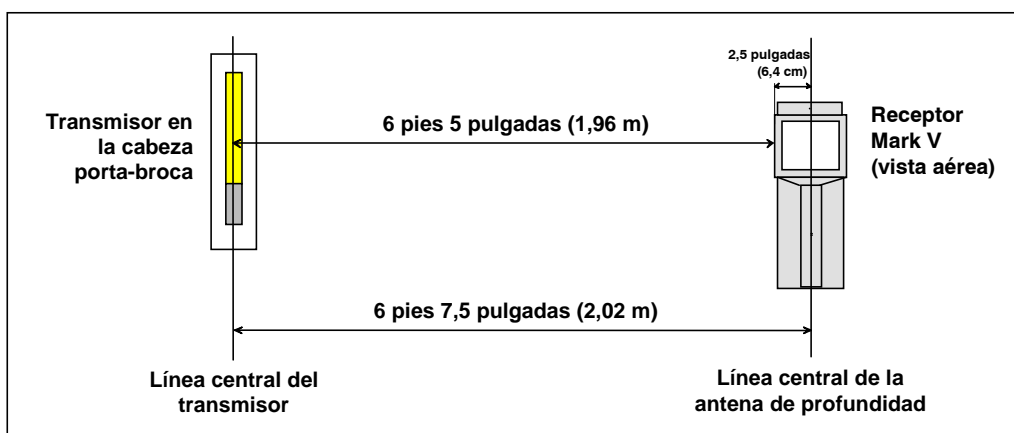 2,5 pulgadas
(6,4 cm)
Transmisor en
la cabeza
porta-broca
6 pies 5 pulgadas (1,96 m)
Receptor
Mark V
(vista aérea)
6 pies 7,5 pulgadas (2,02 m)
Línea central del
transmisor
Línea central de la
antena de profundidad